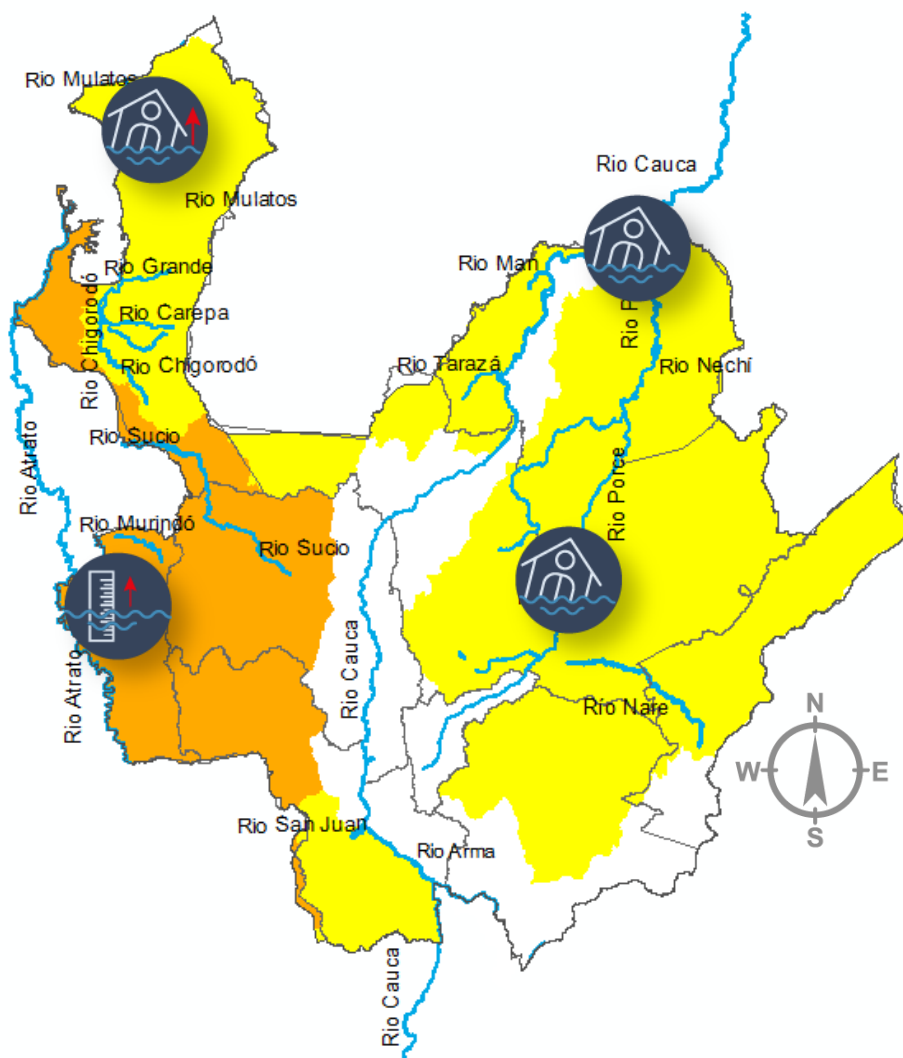 Rio Mulatos
Rio Cauca
Rio Mulatos
Rio Man
Rio Grande
Rio Carepa
Rio Chigorodó
Rio Chigorodó
Rio Tarazá
Rio Nechí
Rio Sucio
Rio Atrato
Rio Porce
Rio Murindó
Rio Sucio
Rio Cauca
Rio Atrato
Río Nare
N
W
E
S
Rio San Juan
Rio Arma
Rio Cauca